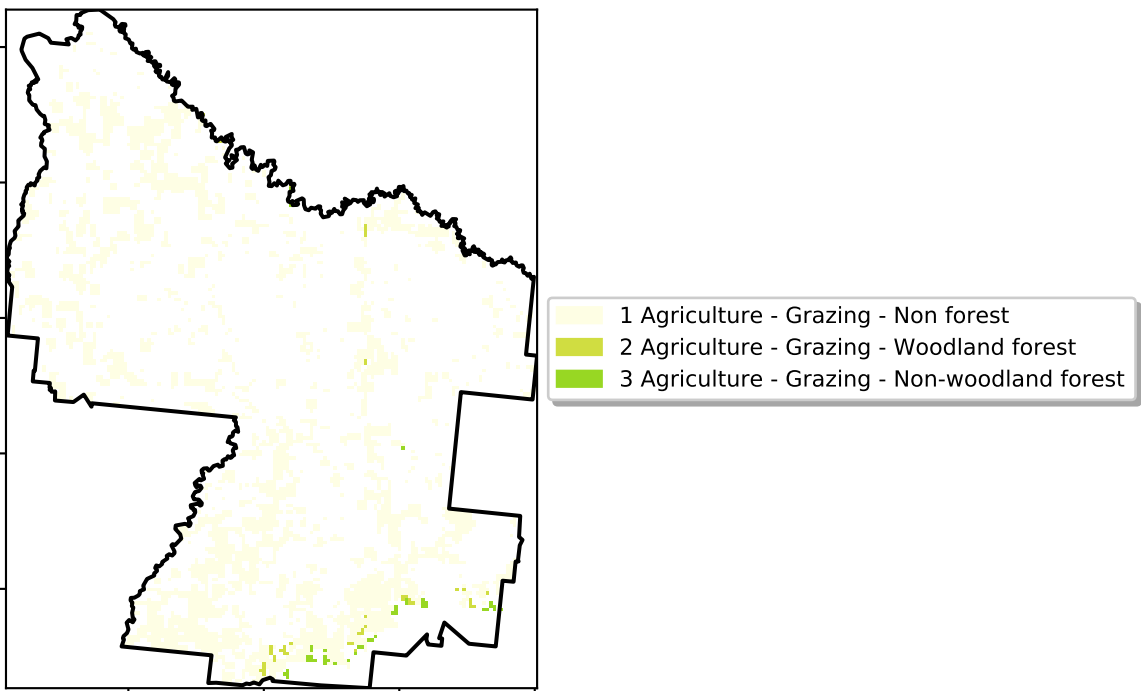 1 Agriculture - Grazing - Non forest
2 Agriculture - Grazing - Woodland forest
3 Agriculture - Grazing - Non-woodland forest